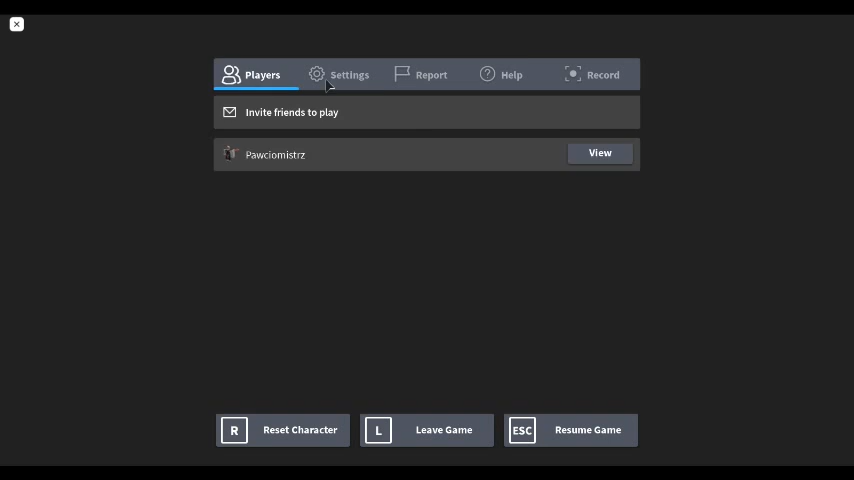 Players Settings Report Help Record
Invite friends to play
Pawciomistrz View
R Reset Character L Leave Game ESC Resume Game